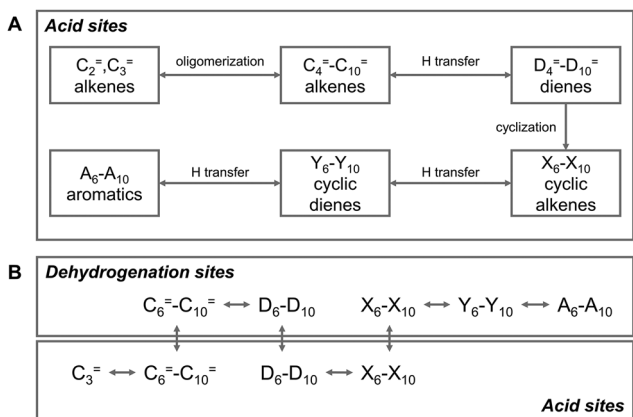 A
Acid sites
C₂⁼,C₃⁼
alkenes
oligomerization
C₄⁼-C₁₀⁼
alkenes
H transfer
D₄⁼-D₁₀⁼
dienes
cyclization
A₆-A₁₀
aromatics
H transfer
Y₆-Y₁₀
cyclic
dienes
H transfer
X₆-X₁₀
cyclic
alkenes
B
Dehydrogenation sites
C₆⁼-C₁₀⁼ D₆-D₁₀ X₆-X₁₀ Y₆-Y₁₀ A₆-A₁₀
C₃⁼ C₆⁼-C₁₀⁼ D₆-D₁₀ X₆-X₁₀
Acid sites